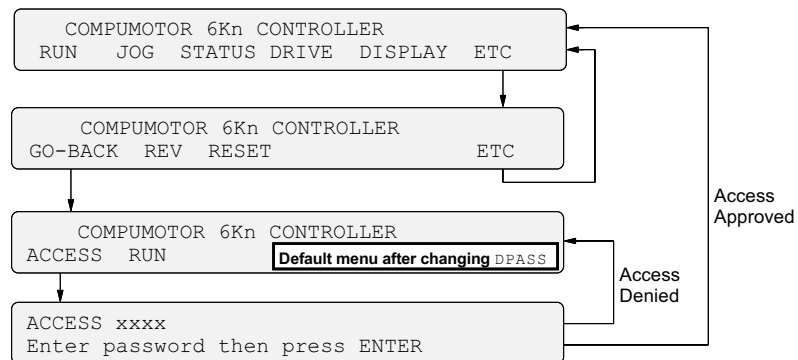 COMPUMOTOR 6Kn CONTROLLER
RUN JOG STATUS DRIVE DISPLAY ETC
COMPUMOTOR 6Kn CONTROLLER
GO-BACK REV RESET ETC
COMPUMOTOR 6Kn CONTROLLER
ACCESS RUN
Default menu after changing DPASS
ACCESS xxxx
Enter password then press ENTER
Access
Denied
Access
Approved